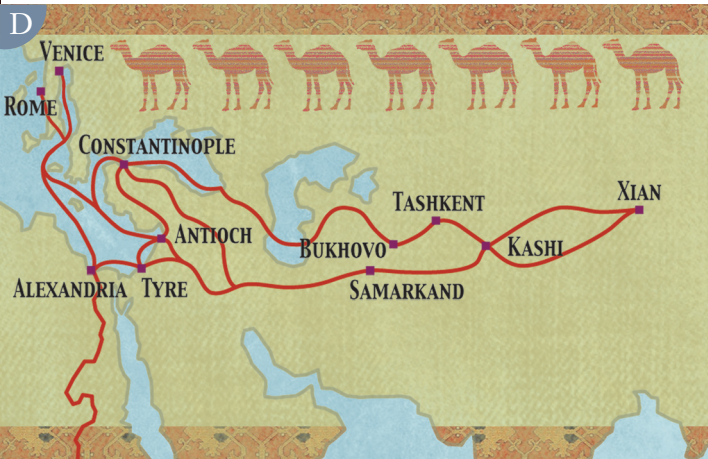 D
VENICE
ROME
CONSTANTINOPLE
XIAN
TASHKENT
ANTIOCH
BUKHOVO
KASHI
ALEXANDRIA
TYRE
SAMARKAND